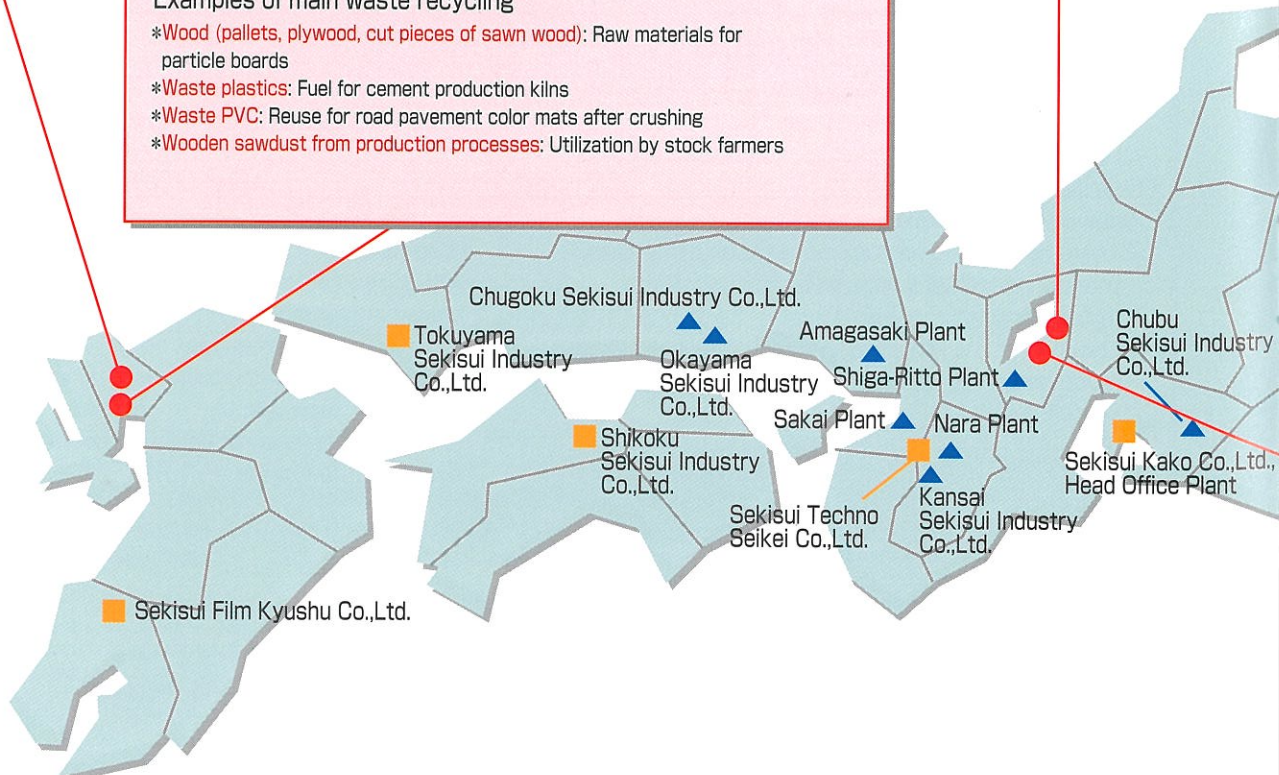 Examples of main waste recycling
*Wood (pallets, plywood, cut pieces of sawn wood): Raw materials for
particle boards
*Waste plastics: Fuel for cement production kilns
*Waste PVC: Reuse for road pavement color mats after crushing
*Wooden sawdust from production processes: Utilization by stock farmers
Chugoku Sekisui Industry Co.,Ltd.
Tokuyama
Sekisui Industry
Co.,Ltd.
Okayama
Sekisui Industry
Co.,Ltd.
Amagasaki Plant
Shiga-Ritto Plant
Chubu
Sekisui Industry
Co.,Ltd.
Sakai Plant
Nara Plant
Shikoku
Sekisui Industry
Co.,Ltd.
Sekisui Kako Co.,Ltd.,
Head Office Plant
Sekisui Techno
Seikei Co.,Ltd.
Kansai
Sekisui Industry
Co.,Ltd.
Sekisui Film Kyushu Co.,Ltd.